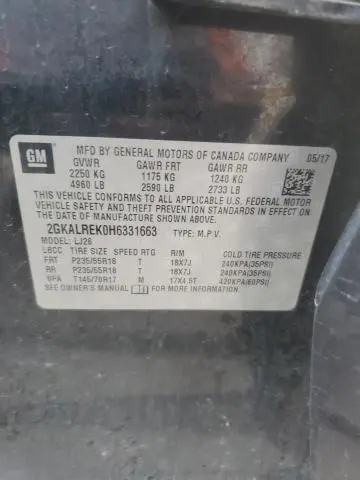 GM
MFD BY GENERAL MOTORS OF CANADA COMPANY 05/17
GVWR GAWR FRT GAWR RR
2250 KG 1175 KG 1240 KG
4960 LB 2590 LB 2733 LB
THIS VEHICLE CONFORMS TO ALL APPLICABLE U.S. FEDERAL MOTOR
VEHICLE SAFETY, BUMPER, AND THEFT PREVENTION STANDARDS IN
EFFECT ON THE DATE OF MANUFACTURE SHOWN ABOVE.
2GKALREK0H6331663 TYPE: M.P.V.
MODEL: LJ26
LBCC TIRE SIZE SPEED RTG R/M COLD TIRE PRESSURE
FRT P235/55R18 T 18X7J 240KPA(35PSI)
RR P235/55R18 T 18X7J 240KPA(35PSI)
SPA T145/70R17 M 17X4.5T 420KPA(60PSI)
SEE OWNER'S MANUAL FOR ADDITIONAL INFORMATION